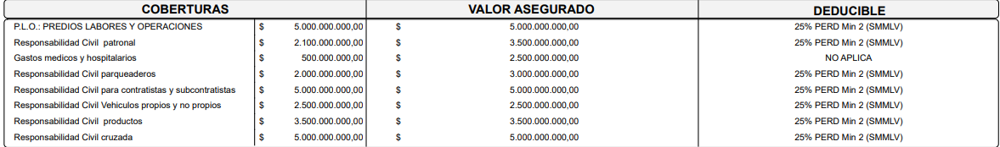 COBERTURAS VALOR ASEGURADO DEDUCIBLE
P.L.O.: PREDIOS LABORES Y OPERACIONES $ 5.000.000.000,00 $ 5.000.000.000,00 25% PERD Min 2 (SMMLV)
Responsabilidad Civil patronal $ 2.100.000.000,00 $ 3.500.000.000,00 25% PERD Min 2 (SMMLV)
Gastos medicos y hospitalarios $ 500.000.000,00 $ 2.500.000.000,00 NO APLICA
Responsabilidad Civil parqueaderos $ 2.000.000.000,00 $ 3.000.000.000,00 25% PERD Min 2 (SMMLV)
Responsabilidad Civil para contratistas y subcontratistas $ 5.000.000.000,00 $ 5.000.000.000,00 25% PERD Min 2 (SMMLV)
Responsabilidad Civil Vehiculos propios y no propios $ 2.500.000.000,00 $ 2.500.000.000,00 25% PERD Min 2 (SMMLV)
Responsabilidad Civil productos $ 3.500.000.000,00 $ 3.500.000.000,00 25% PERD Min 2 (SMMLV)
Responsabilidad Civil cruzada $ 5.000.000.000,00 $ 5.000.000.000,00 25% PERD Min 2 (SMMLV)